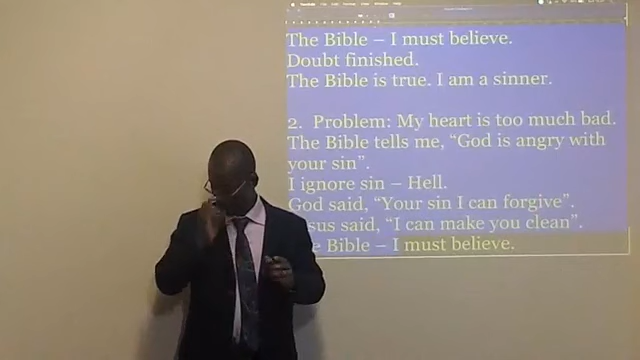 The Bible – I must believe.
Doubt finished.
The Bible is true. I am a sinner.
2. Problem: My heart is too much bad.
The Bible tells me, “God is angry with
your sin”.
I ignore sin – Hell.
God said, “Your sin I can forgive”.
said, “I can make you clean”.
Bible – I must believe.